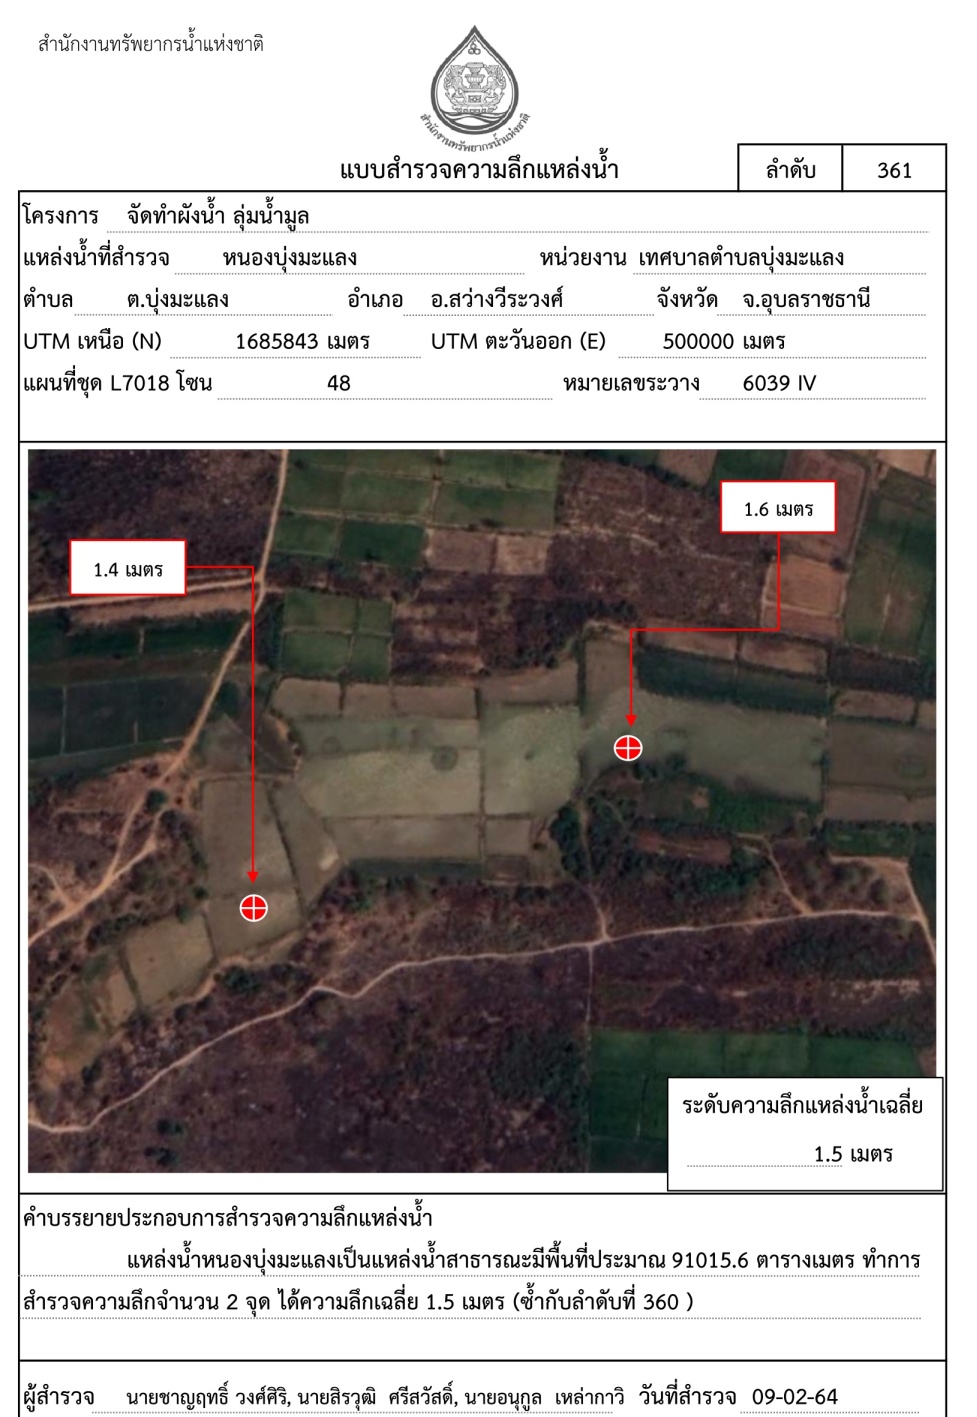 สำนักงานทรัพยากรน้ำแห่งชาติ
สำนักงานทรัพยากรน้ำแห่งชาติ
แบบสำรวจความลึกแหล่งน้ำ ลำดับ 361
โครงการ จัดทำผังน้ำ ลุ่มน้ำมูล
แหล่งน้ำที่สำรวจ หนองบุ่งมะแลง หน่วยงาน เทศบาลตำบลบุ่งมะแลง
ตำบล ต.บุ่งมะแลง อำเภอ อ.สว่างวีระวงศ์ จังหวัด จ.อุบลราชธานี
UTM เหนือ (N) 1685843 เมตร UTM ตะวันออก (E) 500000 เมตร
แผนที่ชุด L7018 โซน 48 หมายเลขระวาง 6039 IV
1.6 เมตร
1.4 เมตร
ระดับความลึกแหล่งน้ำเฉลี่ย
1.5 เมตร
คำบรรยายประกอบการสำรวจความลึกแหล่งน้ำ
แหล่งน้ำหนองบุ่งมะแลงเป็นแหล่งน้ำสาธารณะมีพื้นที่ประมาณ 91015.6 ตารางเมตร ทำการ
สำรวจความลึกจำนวน 2 จุด ได้ความลึกเฉลี่ย 1.5 เมตร (ซ้ำกับลำดับที่ 360 )
ผู้สำรวจ นายชาญฤทธิ์ วงศ์ศิริ, นายสิรวุฒิ ศรีสวัสดิ์, นายอนุกูล เหล่ากาวิ วันที่สำรวจ 09-02-64